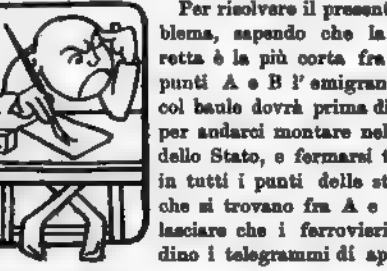 Per risolvere il present
blema, sapendo che la
retta è la più corta fra
punti A e B l' emigran
col baule dovrà prima di
per andarci montare nel
dello Stato, e fermarsi t
in tutti i punti delle st
che si trovano fra A e
lasciare che i ferrovieri
dino i telegrammi di ap